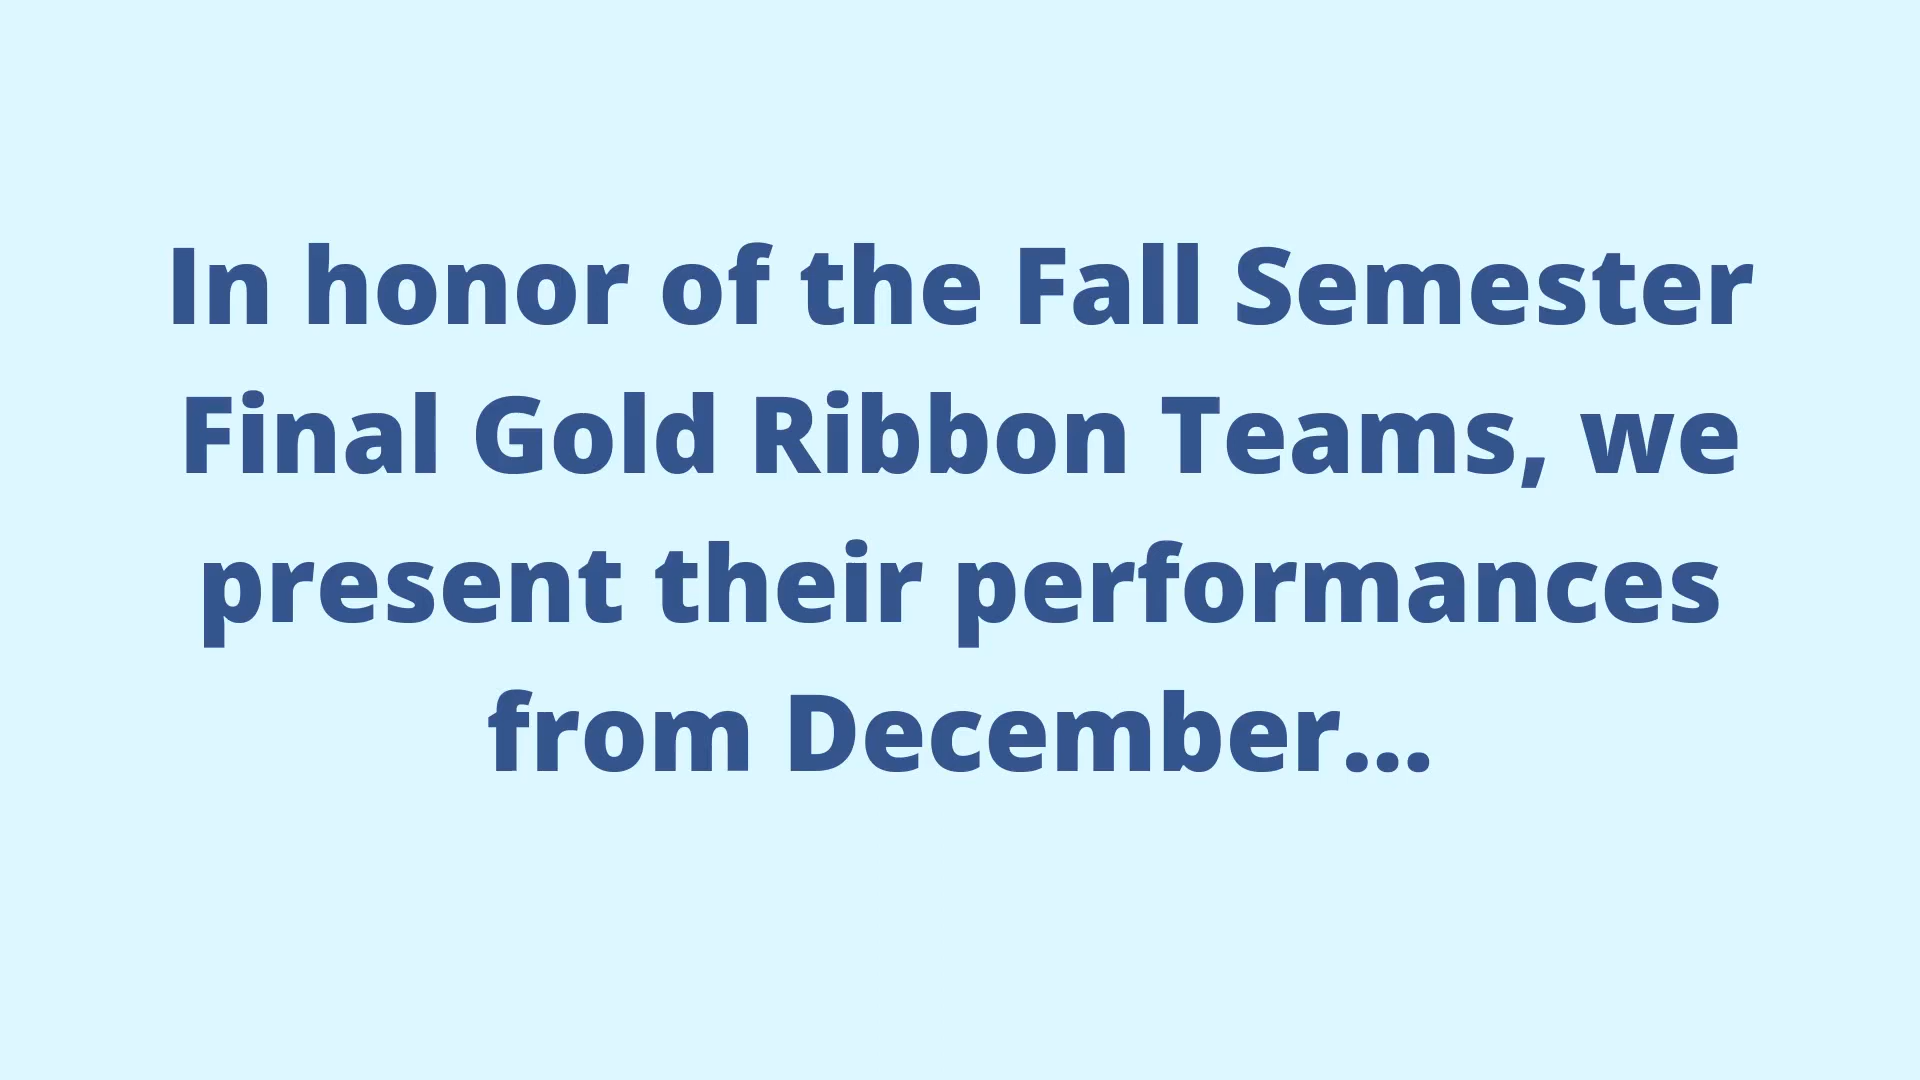 In honor of the Fall Semester
Final Gold Ribbon Teams, we
present their performances
from December...